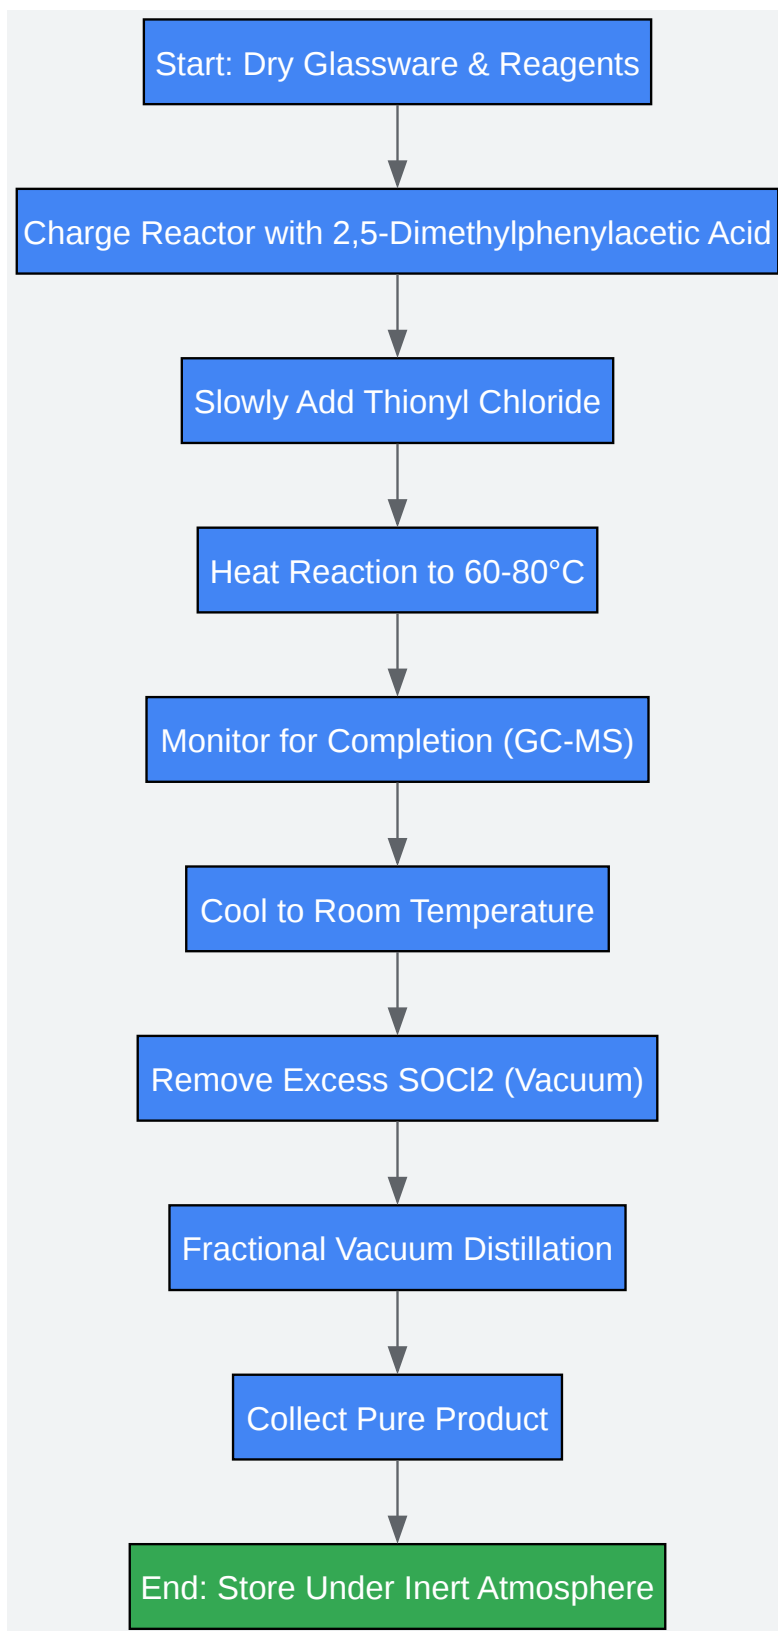 Start: Dry Glassware & Reagents
Charge Reactor with 2,5-Dimethylphenylacetic Acid
Slowly Add Thionyl Chloride
Heat Reaction to 60-80°C
Monitor for Completion (GC-MS)
Cool to Room Temperature
Remove Excess SOCl2 (Vacuum)
Fractional Vacuum Distillation
Collect Pure Product
End: Store Under Inert Atmosphere